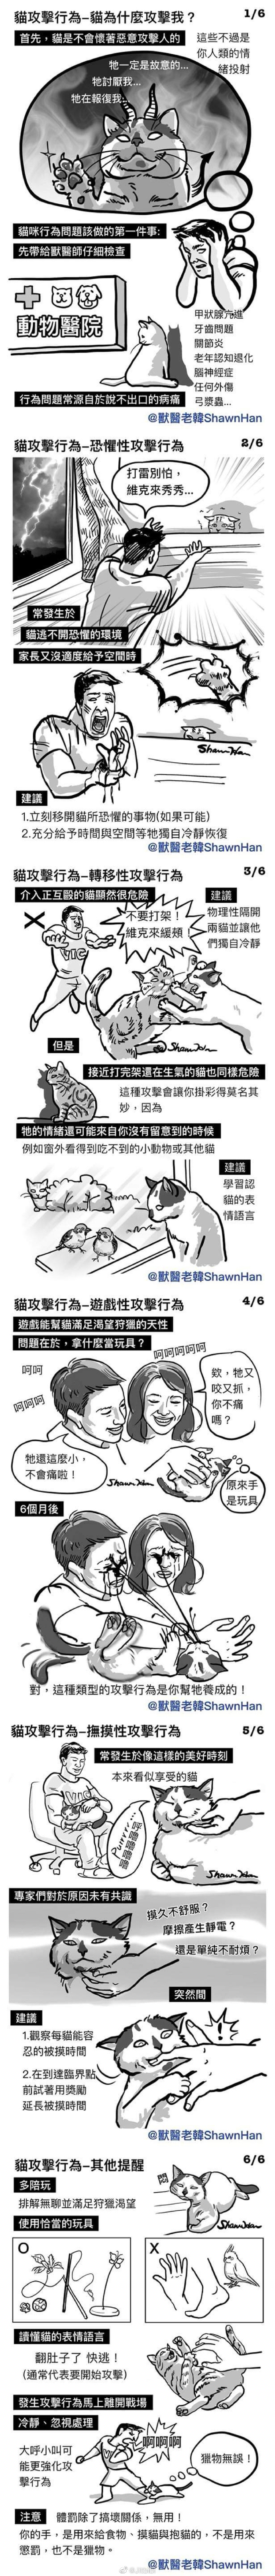 貓攻擊行為–貓為什麼攻擊我？
1/6
首先，貓是不會懷著惡意攻擊人的
這些不過是
你人類的情
緒投射
牠一定是故意的...
牠討厭我...
牠在報復我...
貓咪行為問題該做的第一件事:
先帶給獸醫師仔細檢查
動物醫院
甲狀腺亢進
牙齒問題
關節炎
老年認知退化
腦神經症
任何外傷
弓漿蟲...
行為問題常源自於說不出口的病痛
@獸醫老韓ShawnHan
貓攻擊行為–恐懼性攻擊行為
2/6
打雷別怕，
維克來秀秀...
常發生於
貓逃不開恐懼的環境
家長又沒適度給予空間時
ShawnHan
建議
1.立刻移開貓所恐懼的事物(如果可能)
2.充分給予時間與空間等牠獨自冷靜恢復
@獸醫老韓ShawnHan
貓攻擊行為–轉移性攻擊行為
3/6
介入正互毆的貓顯然很危險
建議
物理性隔開
兩貓並讓他
們獨自冷靜
X
不要打架！
維克來緩頰！
VIC
但是
ShawnHan
接近打完架還在生氣的貓也同樣危險
這種攻擊會讓你掛彩得莫名其
妙，因為
牠的情緒還可能來自你沒有留意到的時候
例如窗外看得到吃不到的小動物或其他貓
建議
學習認
貓的表
情語言
@獸醫老韓ShawnHan
貓攻擊行為–遊戲性攻擊行為
4/6
遊戲能幫貓滿足渴望狩獵的天性
問題在於，拿什麼當玩具？
呵呵
呵呵呵
呵呵呵呵呵
欸，牠又
咬又抓，
你不痛
嗎？
牠還這麼小，
不會痛啦！
ShawnHan
原來手
是玩具
6個月後
對，這種類型的攻擊行為是你幫牠養成的！
@獸醫老韓ShawnHan
貓攻擊行為–撫摸性攻擊行為
5/6
常發生於像這樣的美好時刻
本來看似享受的貓
ShawnHan
專家們對於原因未有共識
摸久不舒服？
摩擦產生靜電？
還是單純不耐煩？
突然間
建議
1.觀察每貓能容
忍的被摸時間
2.在到達臨界點
前試著用獎勵
延長被摸時間
@獸醫老韓ShawnHan
貓攻擊行為–其他提醒
6/6
多陪玩
排解無聊並滿足狩獵渴望
悶
使用恰當的玩具
ShawnHan
O
X
讀懂貓的表情語言
翻肚子了 快逃！
(通常代表要開始攻擊)
發生攻擊行為馬上離開戰場
冷靜、忽視處理
大呼小叫可
能更強化攻
擊行為
啊啊啊
獵物無誤！
注意
體罰除了搞壞關係，無用！
你的手，是用來給食物、摸貓與抱貓的，不是用來
懲罰，也不是獵物。
@獸醫老韓ShawnHan